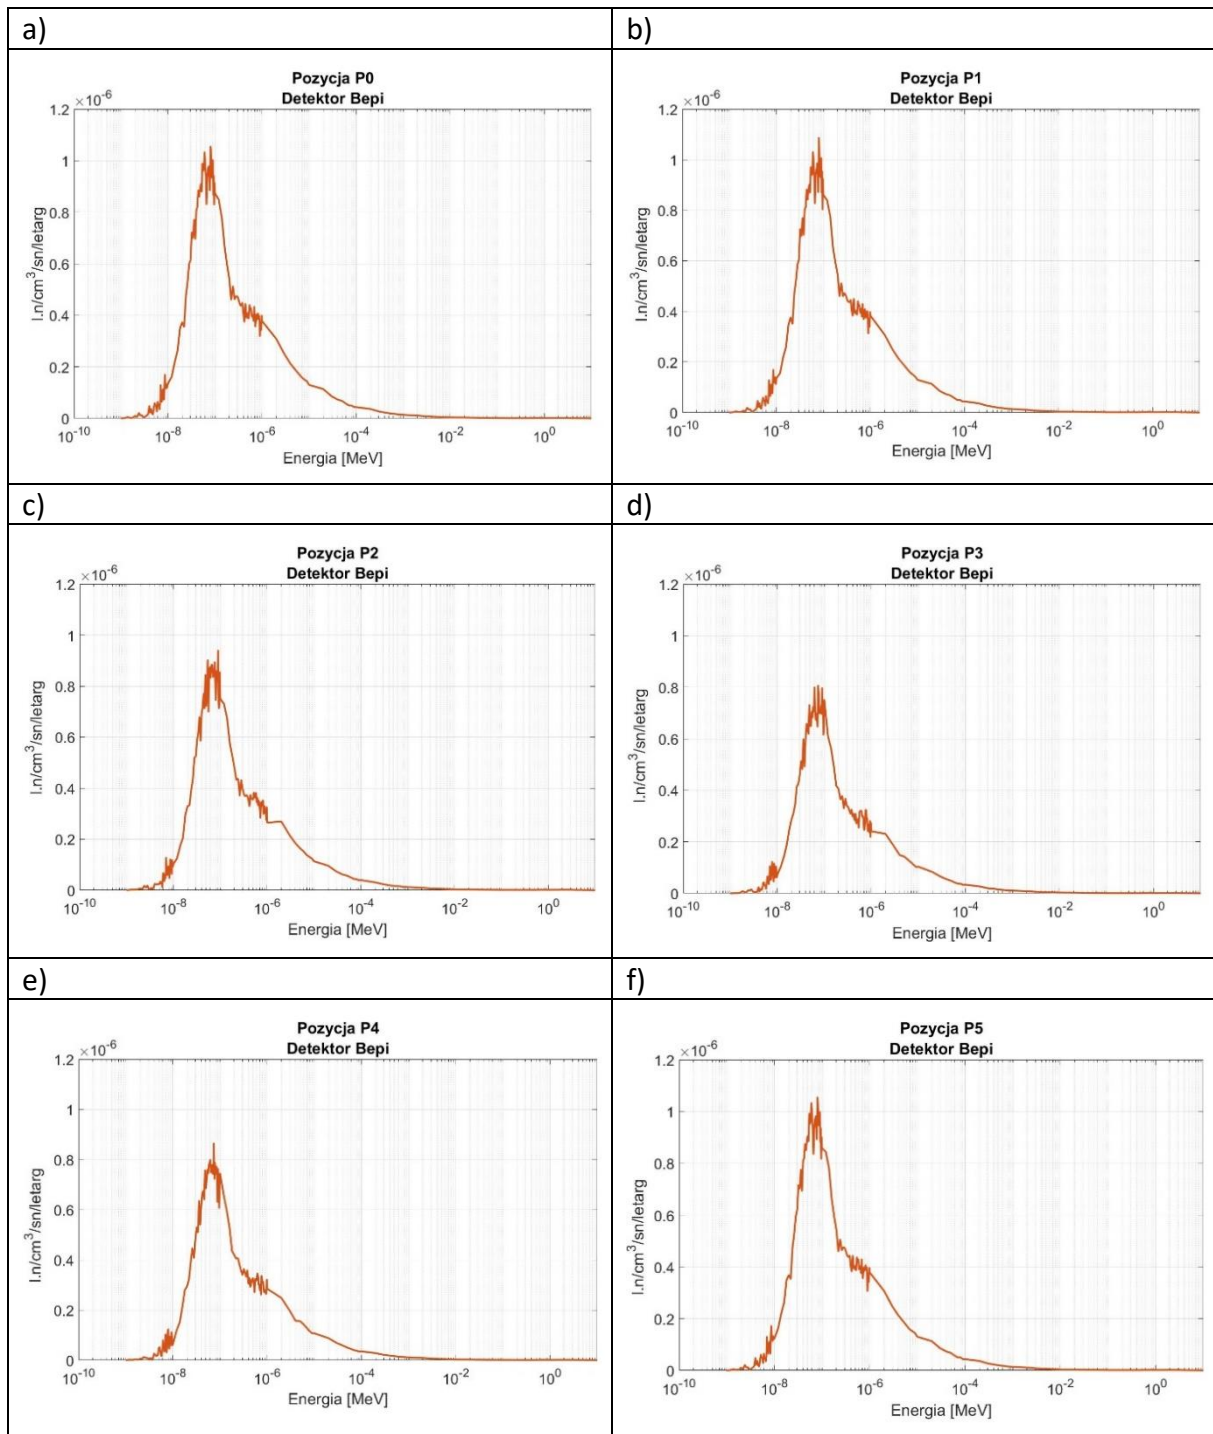 a)
b)
Pozycja P0
Detektor Bepi
×10⁻⁶
1.2
1
0.8
0.6
0.4
0.2
0
l.n/cm³/sn/letarg
10⁻¹⁰ 10⁻⁸ 10⁻⁶ 10⁻⁴ 10⁻² 10⁰
Energia [MeV]
Pozycja P1
Detektor Bepi
×10⁻⁶
1.2
1
0.8
0.6
0.4
0.2
0
l.n/cm³/sn/letarg
10⁻¹⁰ 10⁻⁸ 10⁻⁶ 10⁻⁴ 10⁻² 10⁰
Energia [MeV]
c)
d)
Pozycja P2
Detektor Bepi
×10⁻⁶
1.2
1
0.8
0.6
0.4
0.2
0
l.n/cm³/sn/letarg
10⁻¹⁰ 10⁻⁸ 10⁻⁶ 10⁻⁴ 10⁻² 10⁰
Energia [MeV]
Pozycja P3
Detektor Bepi
×10⁻⁶
1.2
1
0.8
0.6
0.4
0.2
0
l.n/cm³/sn/letarg
10⁻¹⁰ 10⁻⁸ 10⁻⁶ 10⁻⁴ 10⁻² 10⁰
Energia [MeV]
e)
f)
Pozycja P4
Detektor Bepi
×10⁻⁶
1.2
1
0.8
0.6
0.4
0.2
0
l.n/cm³/sn/letarg
10⁻¹⁰ 10⁻⁸ 10⁻⁶ 10⁻⁴ 10⁻² 10⁰
Energia [MeV]
Pozycja P5
Detektor Bepi
×10⁻⁶
1.2
1
0.8
0.6
0.4
0.2
0
l.n/cm³/sn/letarg
10⁻¹⁰ 10⁻⁸ 10⁻⁶ 10⁻⁴ 10⁻² 10⁰
Energia [MeV]